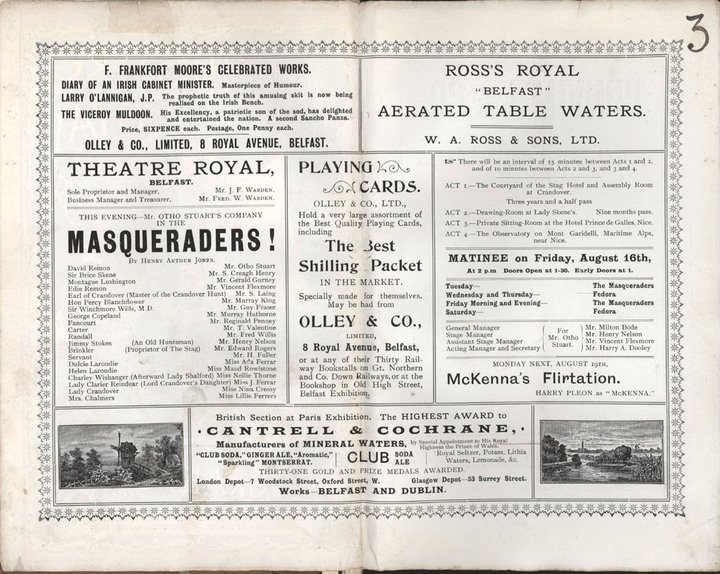 3
F. FRANKFORT MOORE'S CELEBRATED WORKS.
DIARY OF AN IRISH CABINET MINISTER. Masterpiece of Humour.
LARRY O'LANNIGAN, J.P. The prophetic truth of this amusing skit is now being
realised on the Irish Bench.
THE VICEROY MULDOON. His Excellency, a patriotic son of the sod, has delighted
and entertained the nation. A second Sancho Panza.
Price, SIXPENCE each. Postage, One Penny each.
OLLEY & CO., LIMITED, 8 ROYAL AVENUE, BELFAST.
ROSS'S ROYAL
"BELFAST"
AERATED TABLE WATERS.
W. A. ROSS & SONS, LTD.
THEATRE ROYAL,
BELFAST.
Sole Proprietor and Manager, Mr. J. F. WARDEN.
Business Manager and Treasurer, Mr. FRED. W. WARDEN.
THIS EVENING—MR. OTHO STUART'S COMPANY
IN THE
MASQUERADERS!
BY HENRY ARTHUR JONES.
David Remon Mr. Otho Stuart
Sir Brice Skene Mr. S. Creagh Henry
Montague Lushington Mr. Gerald Gurney
Edie Remon Mr. Vincent Flexmore
Earl of Crandover (Master of the Crandover Hunt) Mr. S. Laing
Hon Percy Blanchflower Mr. Murray King
Sir Winchmore Wills, M.D. Mr. Guy Fraser
George Copeland Mr. Murray Hathorne
Fancourt Mr. Reginald Penney
Carter Mr. T. Valentine
Randall Mr. Fred Willis
Jimmy Stokes (An Old Huntsman) Mr. Henry Nelson
Brinkler (Proprietor of The Stag) Mr. Edward Rogers
Servant Mr. H. Fuller
Dulcie Larondie Miss A'da Ferrar
Helen Larondie Miss Maud Rowistone
Charley Wishanger (Afterward Lady Shalford) Miss Nellie Thorne
Lady Clarier Reindear (Lord Crandover's Daughter) Miss J. Ferrar
Lady Crandover Miss Nina Cressy
Mrs. Chalmers Miss Lillie Ferrers
PLAYING
CARDS.
OLLEY & CO., LTD.,
Hold a very large assortment of
the Best Quality Playing Cards,
including
The Best
Shilling Packet
IN THE MARKET.
Specially made for themselves.
May be had from
OLLEY & CO.,
LIMITED,
8 Royal Avenue, Belfast,
or at any of their Thirty Rail-
way Bookstalls on Gt. Northern
and Co. Down Railways, or at the
Bookshop in Old High Street,
Belfast Exhibition.
There will be an interval of 15 minutes between Acts 1 and 2,
and of 10 minutes between Acts 2 and 3, and 3 and 4.
ACT 1.—The Courtyard of the Stag Hotel and Assembly Room
at Crandover.
Three years and a half pass
ACT 2.—Drawing-Room at Lady Skene's. Nine months pass.
ACT 3.—Private Sitting-Room at the Hotel Prince de Galles, Nice.
ACT 4.—The Observatory on Mont Garidelli, Maritime Alps,
near Nice.
MATINEE on Friday, August 16th,
At 2 p.m Doors Open at 1-30. Early Doors at 1.
Tuesday— The Masqueraders
Wednesday and Thursday— Fedora
Friday Morning and Evening— The Masqueraders
Saturday— Fedora
General Manager Mr. Milton Bode
Stage Manager For Mr. Henry Nelson
Assistant Stage Manager Mr. Otho Mr. Vincent Flexmore
Acting Manager and Secretary Stuart. Mr. Harry A. Dooley
MONDAY NEXT, AUGUST 19TH,
McKenna's Flirtation.
HARRY PLEON as "McKENNA."
British Section at Paris Exhibition. The HIGHEST AWARD to
CANTRELL & COCHRANE,
Manufacturers of MINERAL WATERS, by Special Appointment to His Royal
Highness the Prince of Wales.
"CLUB SODA," GINGER ALE, "Aromatic,"
"Sparkling" MONTSERRAT.
CLUB SODA
ALE
Royal Seltzer, Potass, Lithia
Waters, Lemonade, &c.
THIRTY-ONE GOLD AND PRIZE MEDALS AWARDED.
London Depot—7 Woodstock Street, Oxford Street, W. Glasgow Depot—53 Surrey Street.
Works—BELFAST AND DUBLIN.